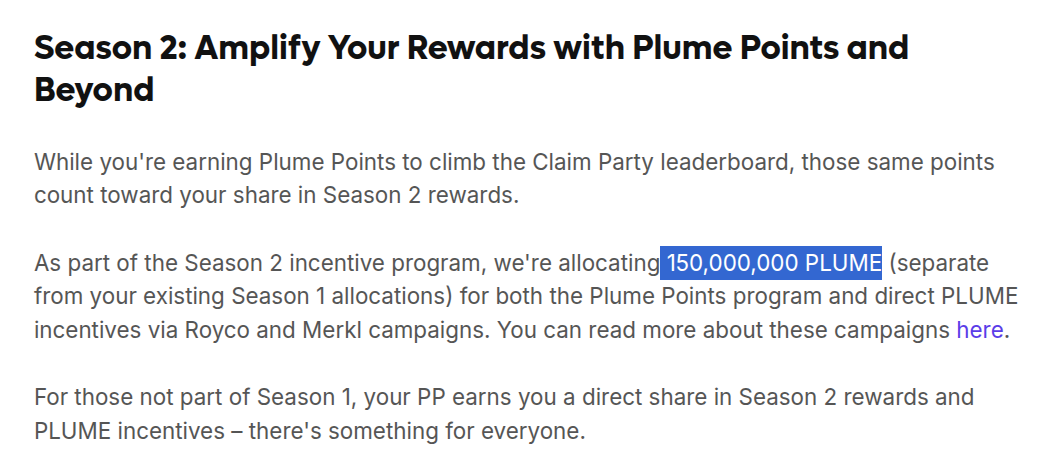 Season 2: Amplify Your Rewards with Plume Points and
Beyond
While you're earning Plume Points to climb the Claim Party leaderboard, those same points
count toward your share in Season 2 rewards.
As part of the Season 2 incentive program, we're allocating 150,000,000 PLUME (separate
from your existing Season 1 allocations) for both the Plume Points program and direct PLUME
incentives via Royco and Merkl campaigns. You can read more about these campaigns here.
For those not part of Season 1, your PP earns you a direct share in Season 2 rewards and
PLUME incentives – there's something for everyone.